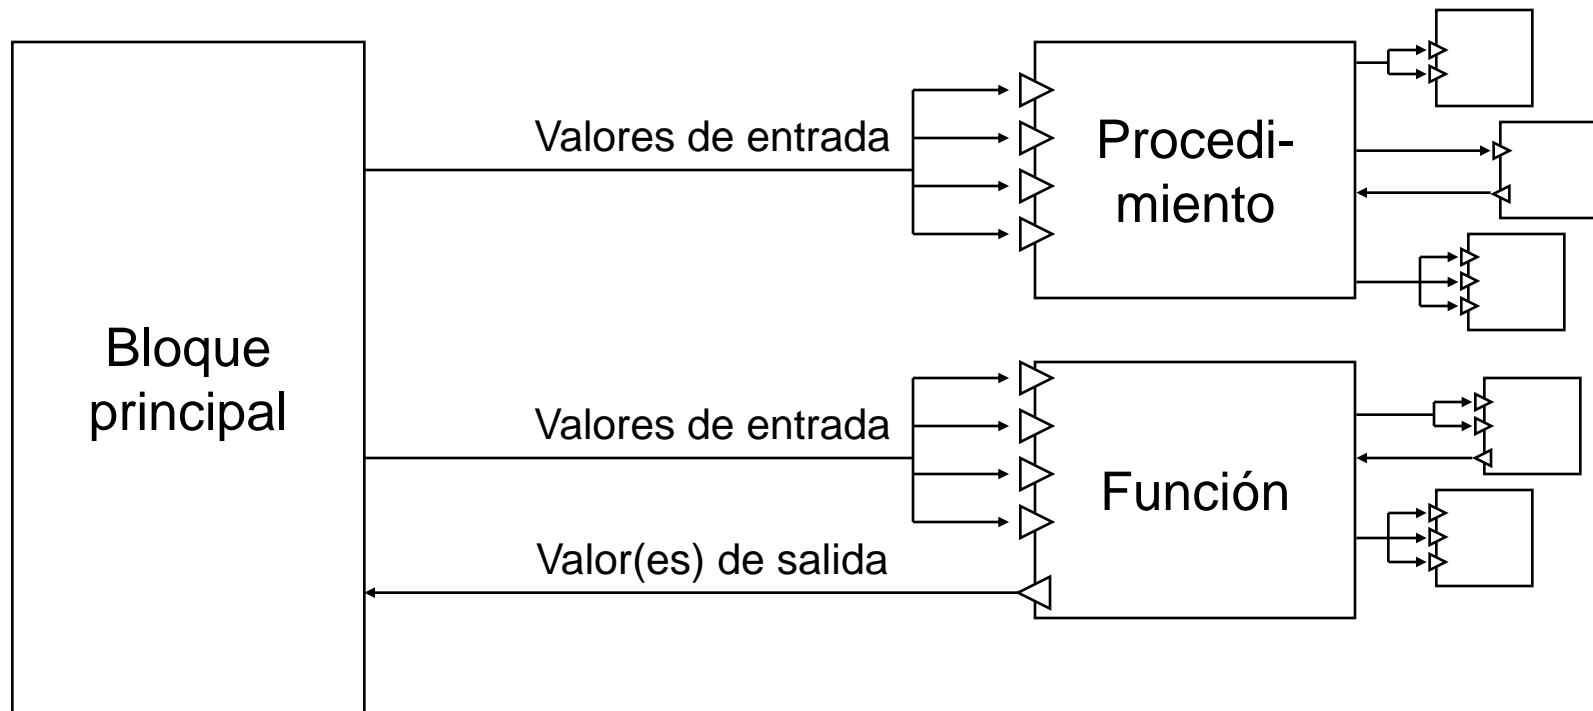 Bloque
principal
Valores de entrada
Procedi-
miento
Valores de entrada
Función
Valor(es) de salida